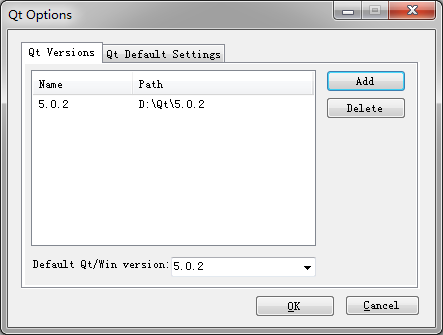 Qt Options
Qt Versions Qt Default Settings
Name Path
5.0.2 D:\Qt\5.0.2
Add
Delete
Default Qt/Win version: 5.0.2
OK Cancel